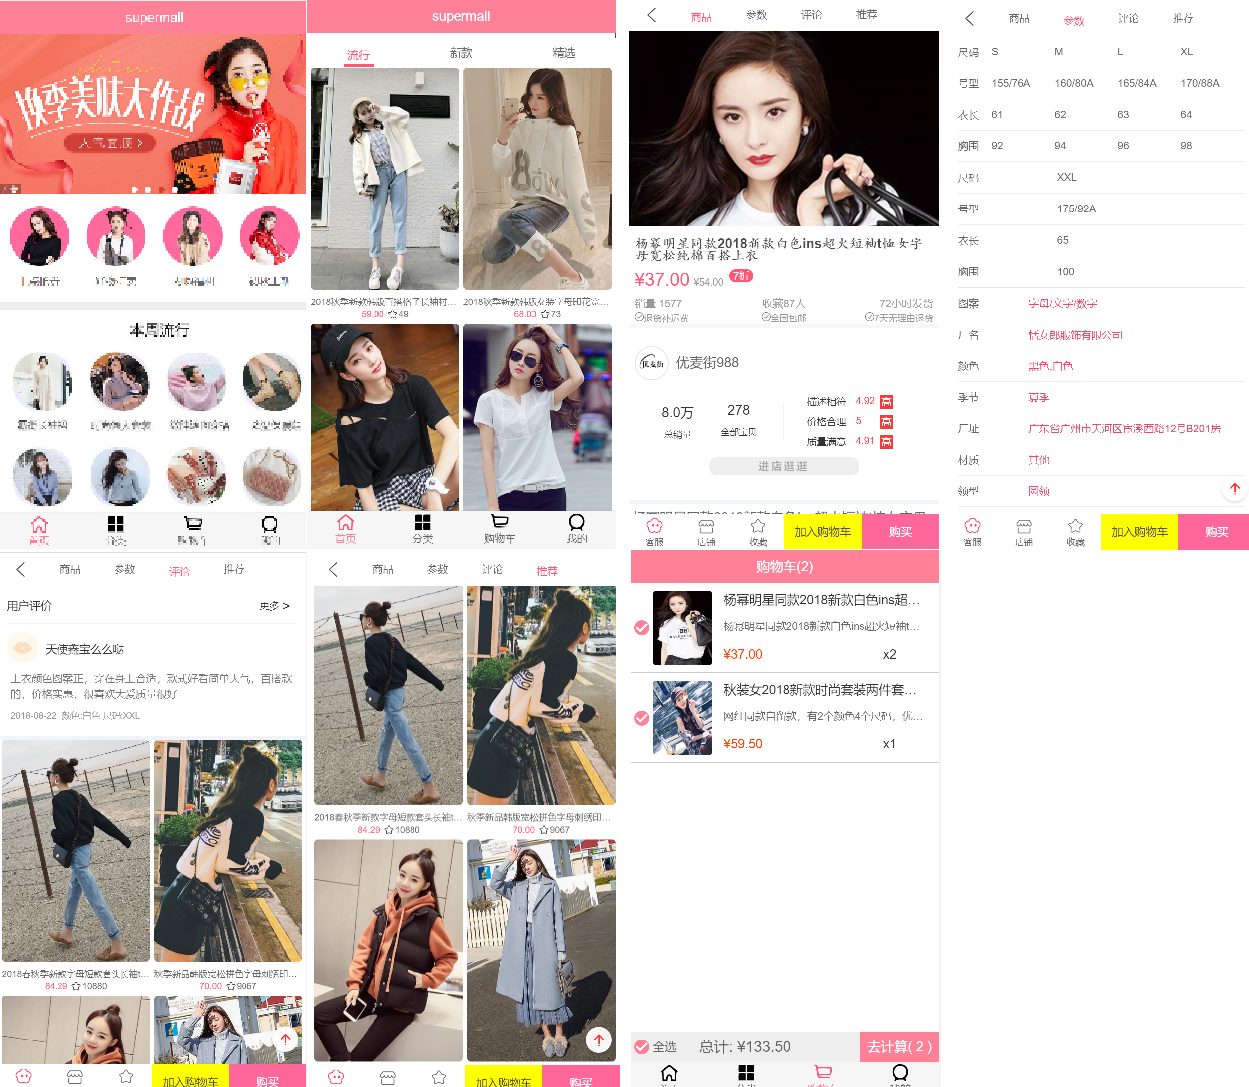 supermall
换季美味大作战
人气直便 >
本周流行
首页
分类
购物车
我的
supermall
流行
新款
精选
2018秋季新款韩版百搭格子长袖衬...
59.00 49
2018秋季新款韩版女装字母印花宽...
68.00 73
首页
分类
购物车
我的
商品
参数
评论
推荐
杨幂明星同款2018新款白色ins超火短袖t恤女字
母宽松纯棉百搭上衣
¥37.00 ¥54.00 7折
销量 1577
收藏87人
72小时发货
退货补运费
全国包邮
7天无理由退货
优麦街
优麦街988
8.0万
总销量
278
全部宝贝
描述相符 4.92 高
价格合理 5 高
质量满意 4.91 高
进店逛逛
客服
店铺
收藏
加入购物车
购买
商品
参数
评论
推荐
尺码 S M L XL
号型 155/76A 160/80A 165/84A 170/88A
衣长 61 62 63 64
胸围 92 94 96 98
尺码 XXL
号型 175/92A
衣长 65
胸围 100
图案 字母/文字/数字
厂名 恬女郎服饰有限公司
颜色 黑色,白色
季节 夏季
厂址 广东省广州市天河区沙溪西路12号B201房
材质 其他
领型 圆领
客服
店铺
收藏
加入购物车
购买
商品
参数
评论
推荐
用户评价
更多 >
天使燕宝么么哒
上衣颜色图案正，穿在身上合适，款式好看简单大气，百搭款
的，价格实惠，很喜欢太爱质量很好
2018-08-22 颜色:白色 尺码:XXL
2018春秋季新款字母短款套头长袖t...
84.29 10880
秋季新品韩版宽松拼色字母刺绣印...
70.00 9067
加入购物车
购买
商品
参数
评论
推荐
2018春秋季新款字母短款套头长袖t...
84.29 10880
秋季新品韩版宽松拼色字母刺绣印...
70.00 9067
加入购物车
购买
购物车(2)
杨幂明星同款2018新款白色ins超...
杨幂明星同款2018新款白色ins超火短袖t...
¥37.00
x2
秋装女2018新款时尚套装两件套...
网红同款白图款，有2个颜色4个尺码，优...
¥59.50
x1
全选
总计: ¥133.50
去计算( 2 )